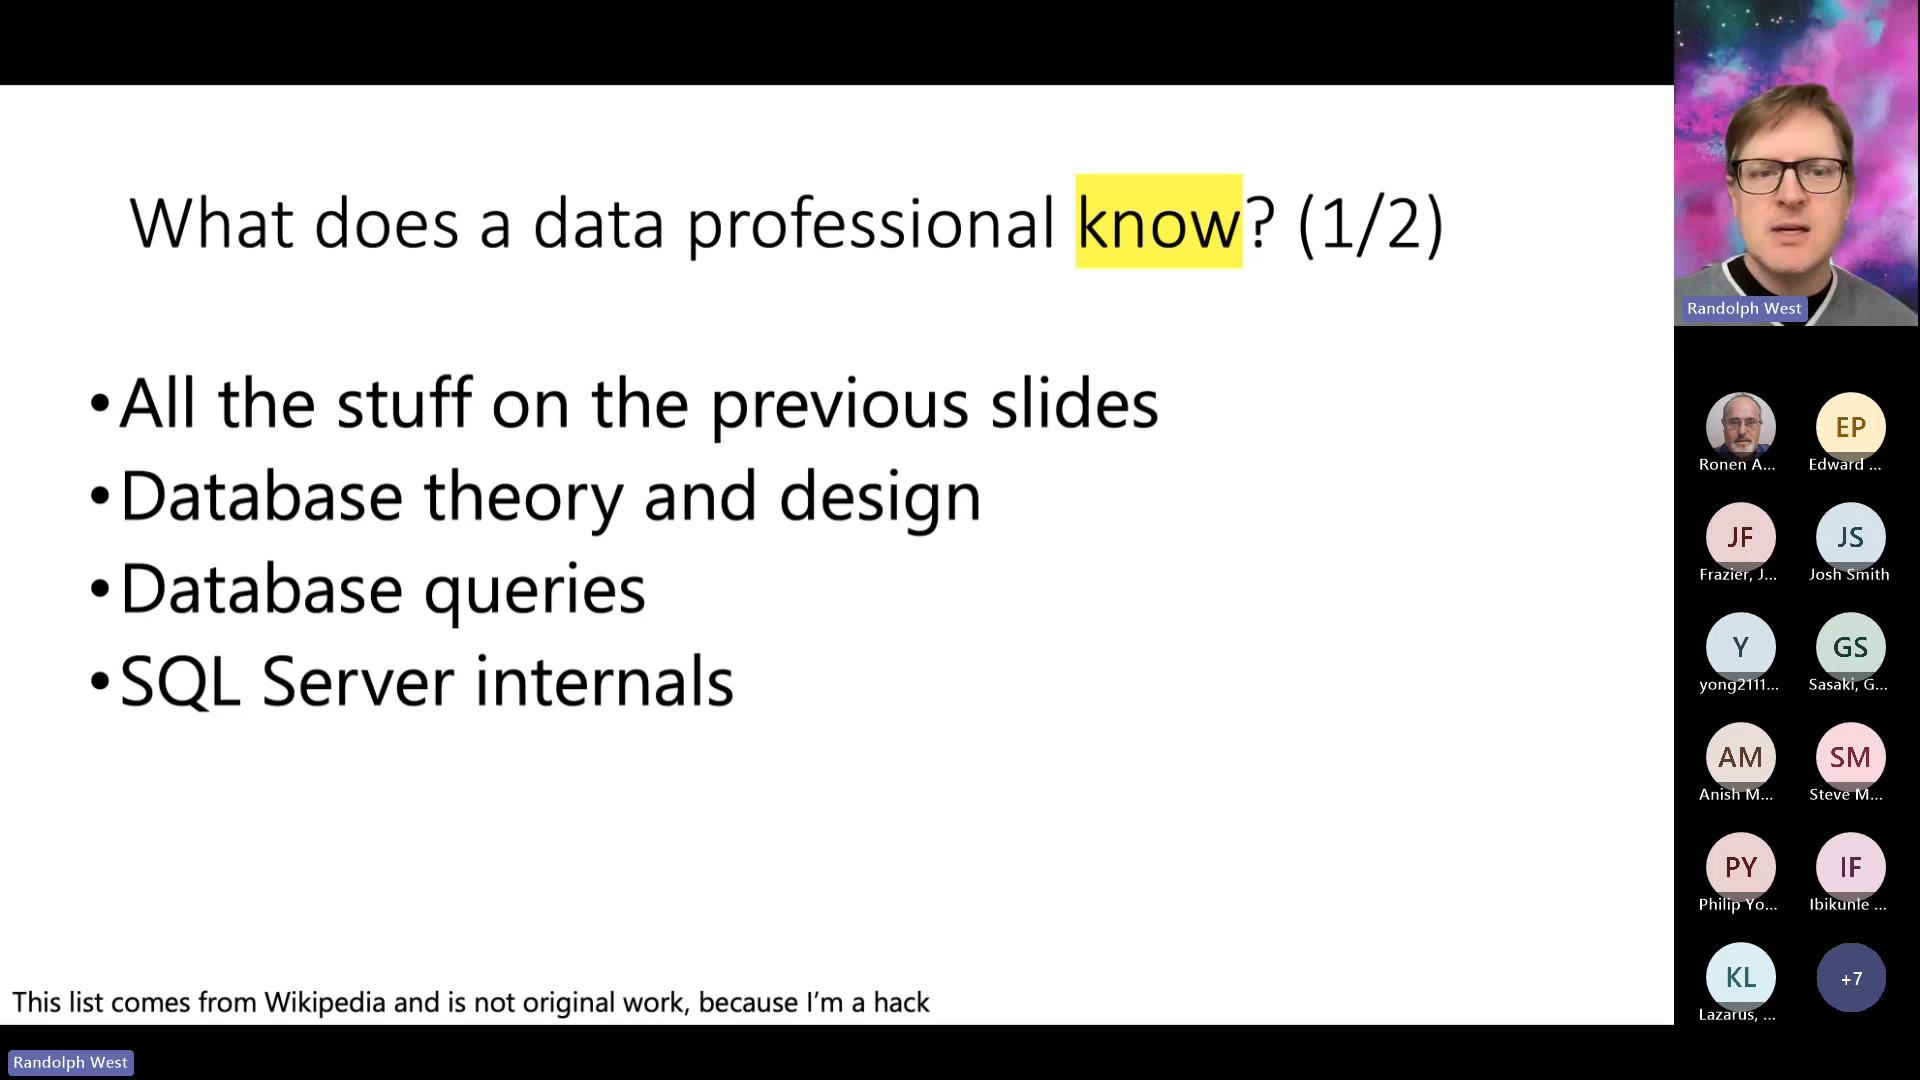 What does a data professional know? (1/2)
•All the stuff on the previous slides
•Database theory and design
•Database queries
•SQL Server internals
This list comes from Wikipedia and is not original work, because I'm a hack
Randolph West
Randolph West
Ronen A...
EP
Edward ...
JF
Frazier, J...
JS
Josh Smith
Y
yong2111...
GS
Sasaki, G...
AM
Anish M...
SM
Steve M...
PY
Philip Yo...
IF
Ibikunle ...
KL
Lazarus, ...
+7